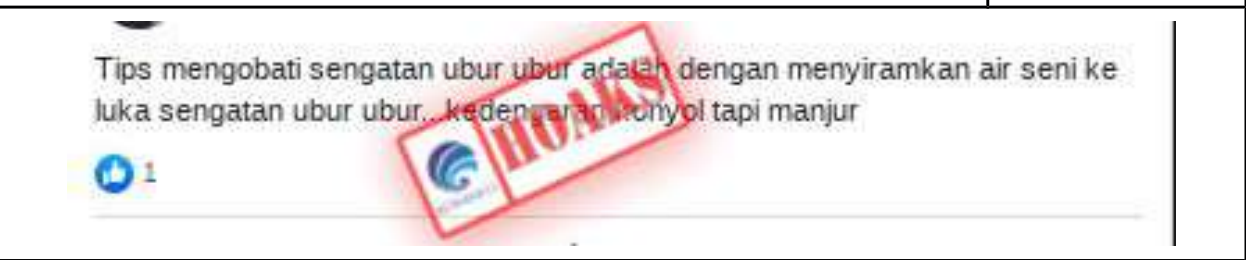 Tips mengobati sengatan ubur ubur adalah dengan menyiramkan air seni ke
luka sengatan ubur ubur...kedengaran konyol tapi manjur
HOAKS
1